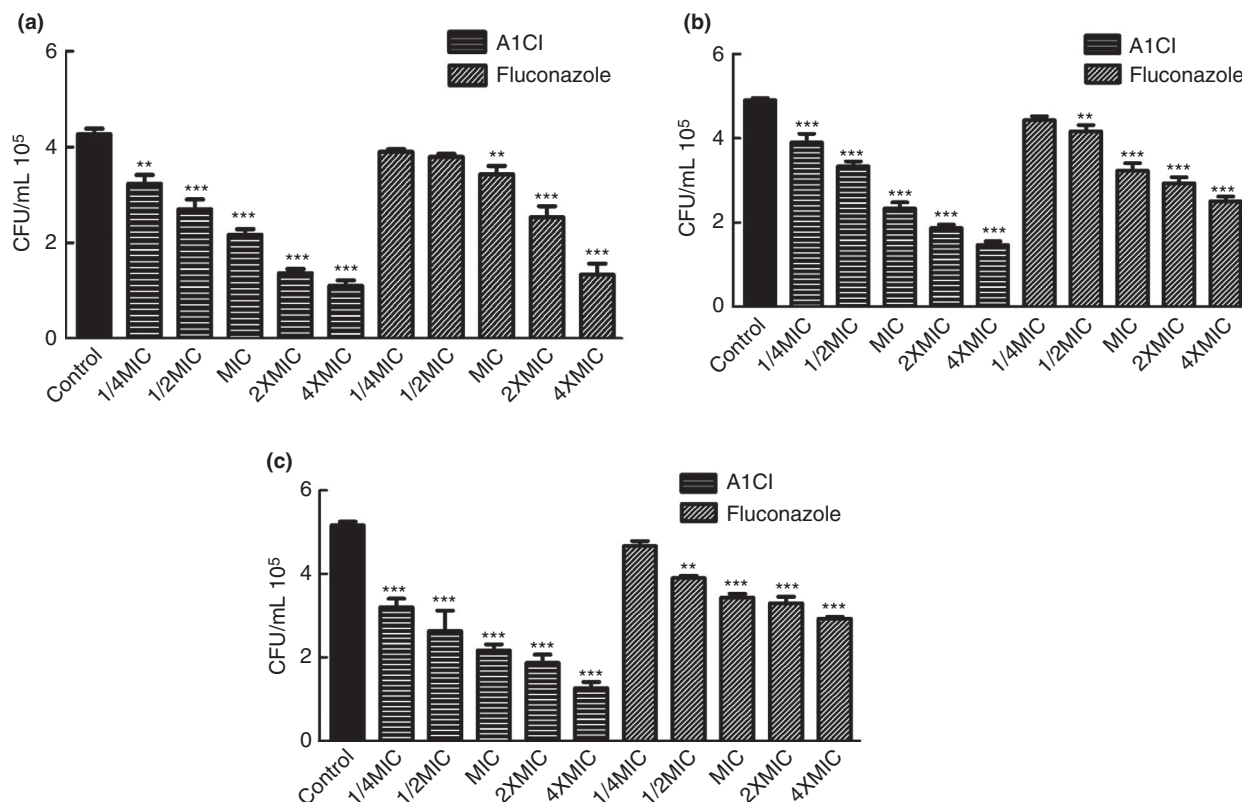 (a)
A1CI
Fluconazole
CFU/mL 10⁵
6
4
2
0
**
***
***
***
***
**
***
***
Control
1/4MIC
1/2MIC
MIC
2XMIC
4XMIC
1/4MIC
1/2MIC
MIC
2XMIC
4XMIC
(b)
A1CI
Fluconazole
CFU/mL 10⁵
6
4
2
0
***
***
***
***
***
**
***
***
***
Control
1/4MIC
1/2MIC
MIC
2XMIC
4XMIC
1/4MIC
1/2MIC
MIC
2XMIC
4XMIC
(c)
A1CI
Fluconazole
CFU/mL 10⁵
6
4
2
0
***
***
***
***
***
**
***
***
***
Control
1/4MIC
1/2MIC
MIC
2XMIC
4XMIC
1/4MIC
1/2MIC
MIC
2XMIC
4XMIC